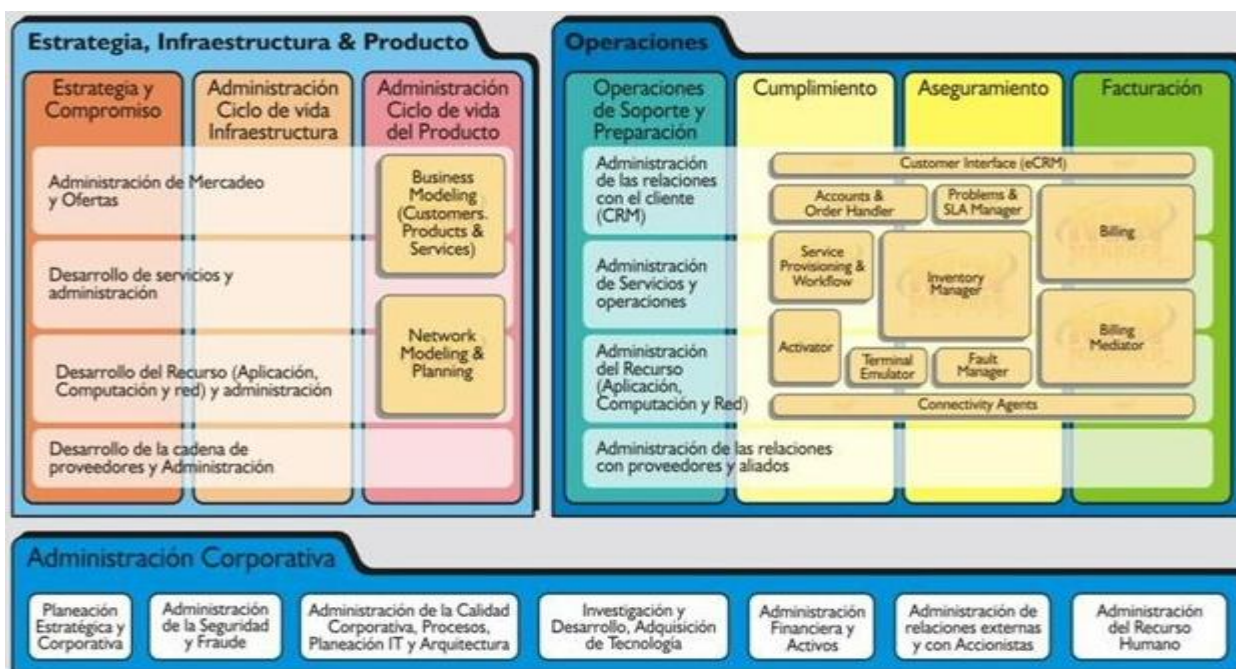 Estrategia, Infraestructura & Producto
Estrategia y
Compromiso
Administración
Ciclo de vida
Infraestructura
Administración
Ciclo de vida
del Producto
Administración de Mercadeo
y Ofertas
Desarrollo de servicios y
administración
Desarrollo del Recurso (Aplicación,
Computación y red) y administración
Desarrollo de la cadena de
proveedores y Administración
Business
Modeling
(Customers.
Products &
Services)
Network
Modeling &
Planning
Operaciones
Operaciones
de Soporte y
Preparación
Cumplimiento
Aseguramiento
Facturación
Administración
de las relaciones
con el cliente
(CRM)
Administración
de Servicios y
operaciones
Administración
del Recurso
(Aplicación,
Computación y Red)
Administración de las relaciones
con proveedores y aliados
Customer Interface (eCRM)
Accounts &
Order Handler
Problems &
SLA Manager
Billing
Service
Provisioning &
Workflow
Inventory
Manager
Billing
Mediator
Activator
Terminal
Emulator
Fault
Manager
Connectivity Agents
Administración Corporativa
Planeación
Estratégica y
Corporativa
Administración
de la Seguridad
y Fraude
Administración de la Calidad
Corporativa, Procesos,
Planeación IT y Arquitectura
Investigación y
Desarrollo, Adquisición
de Tecnología
Administración
Financiera y
Activos
Administración de
relaciones externas
y con Accionistas
Administración
del Recurso
Humano